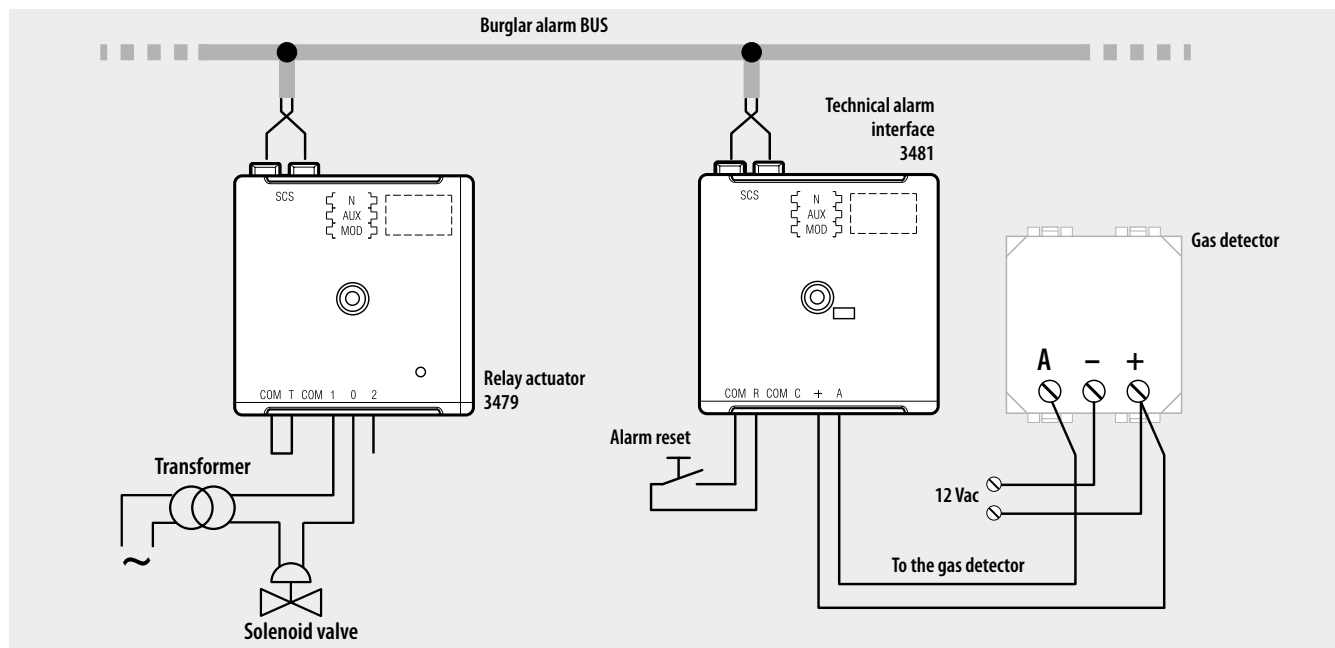 Burglar alarm BUS
Technical alarm
interface
3481
SCS
N
AUX
MOD
SCS
N
AUX
MOD
Gas detector
A − +
Relay actuator
3479
COM T COM 1 0 2
COM R COM C + A
Alarm reset
Transformer
12 Vac
~
To the gas detector
Solenoid valve